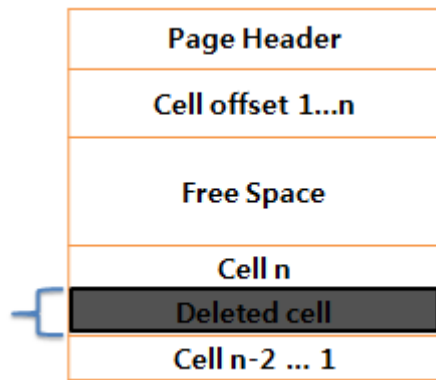 Page Header
Cell offset 1...n
Free Space
Cell n
Deleted cell
Cell n-2 ... 1